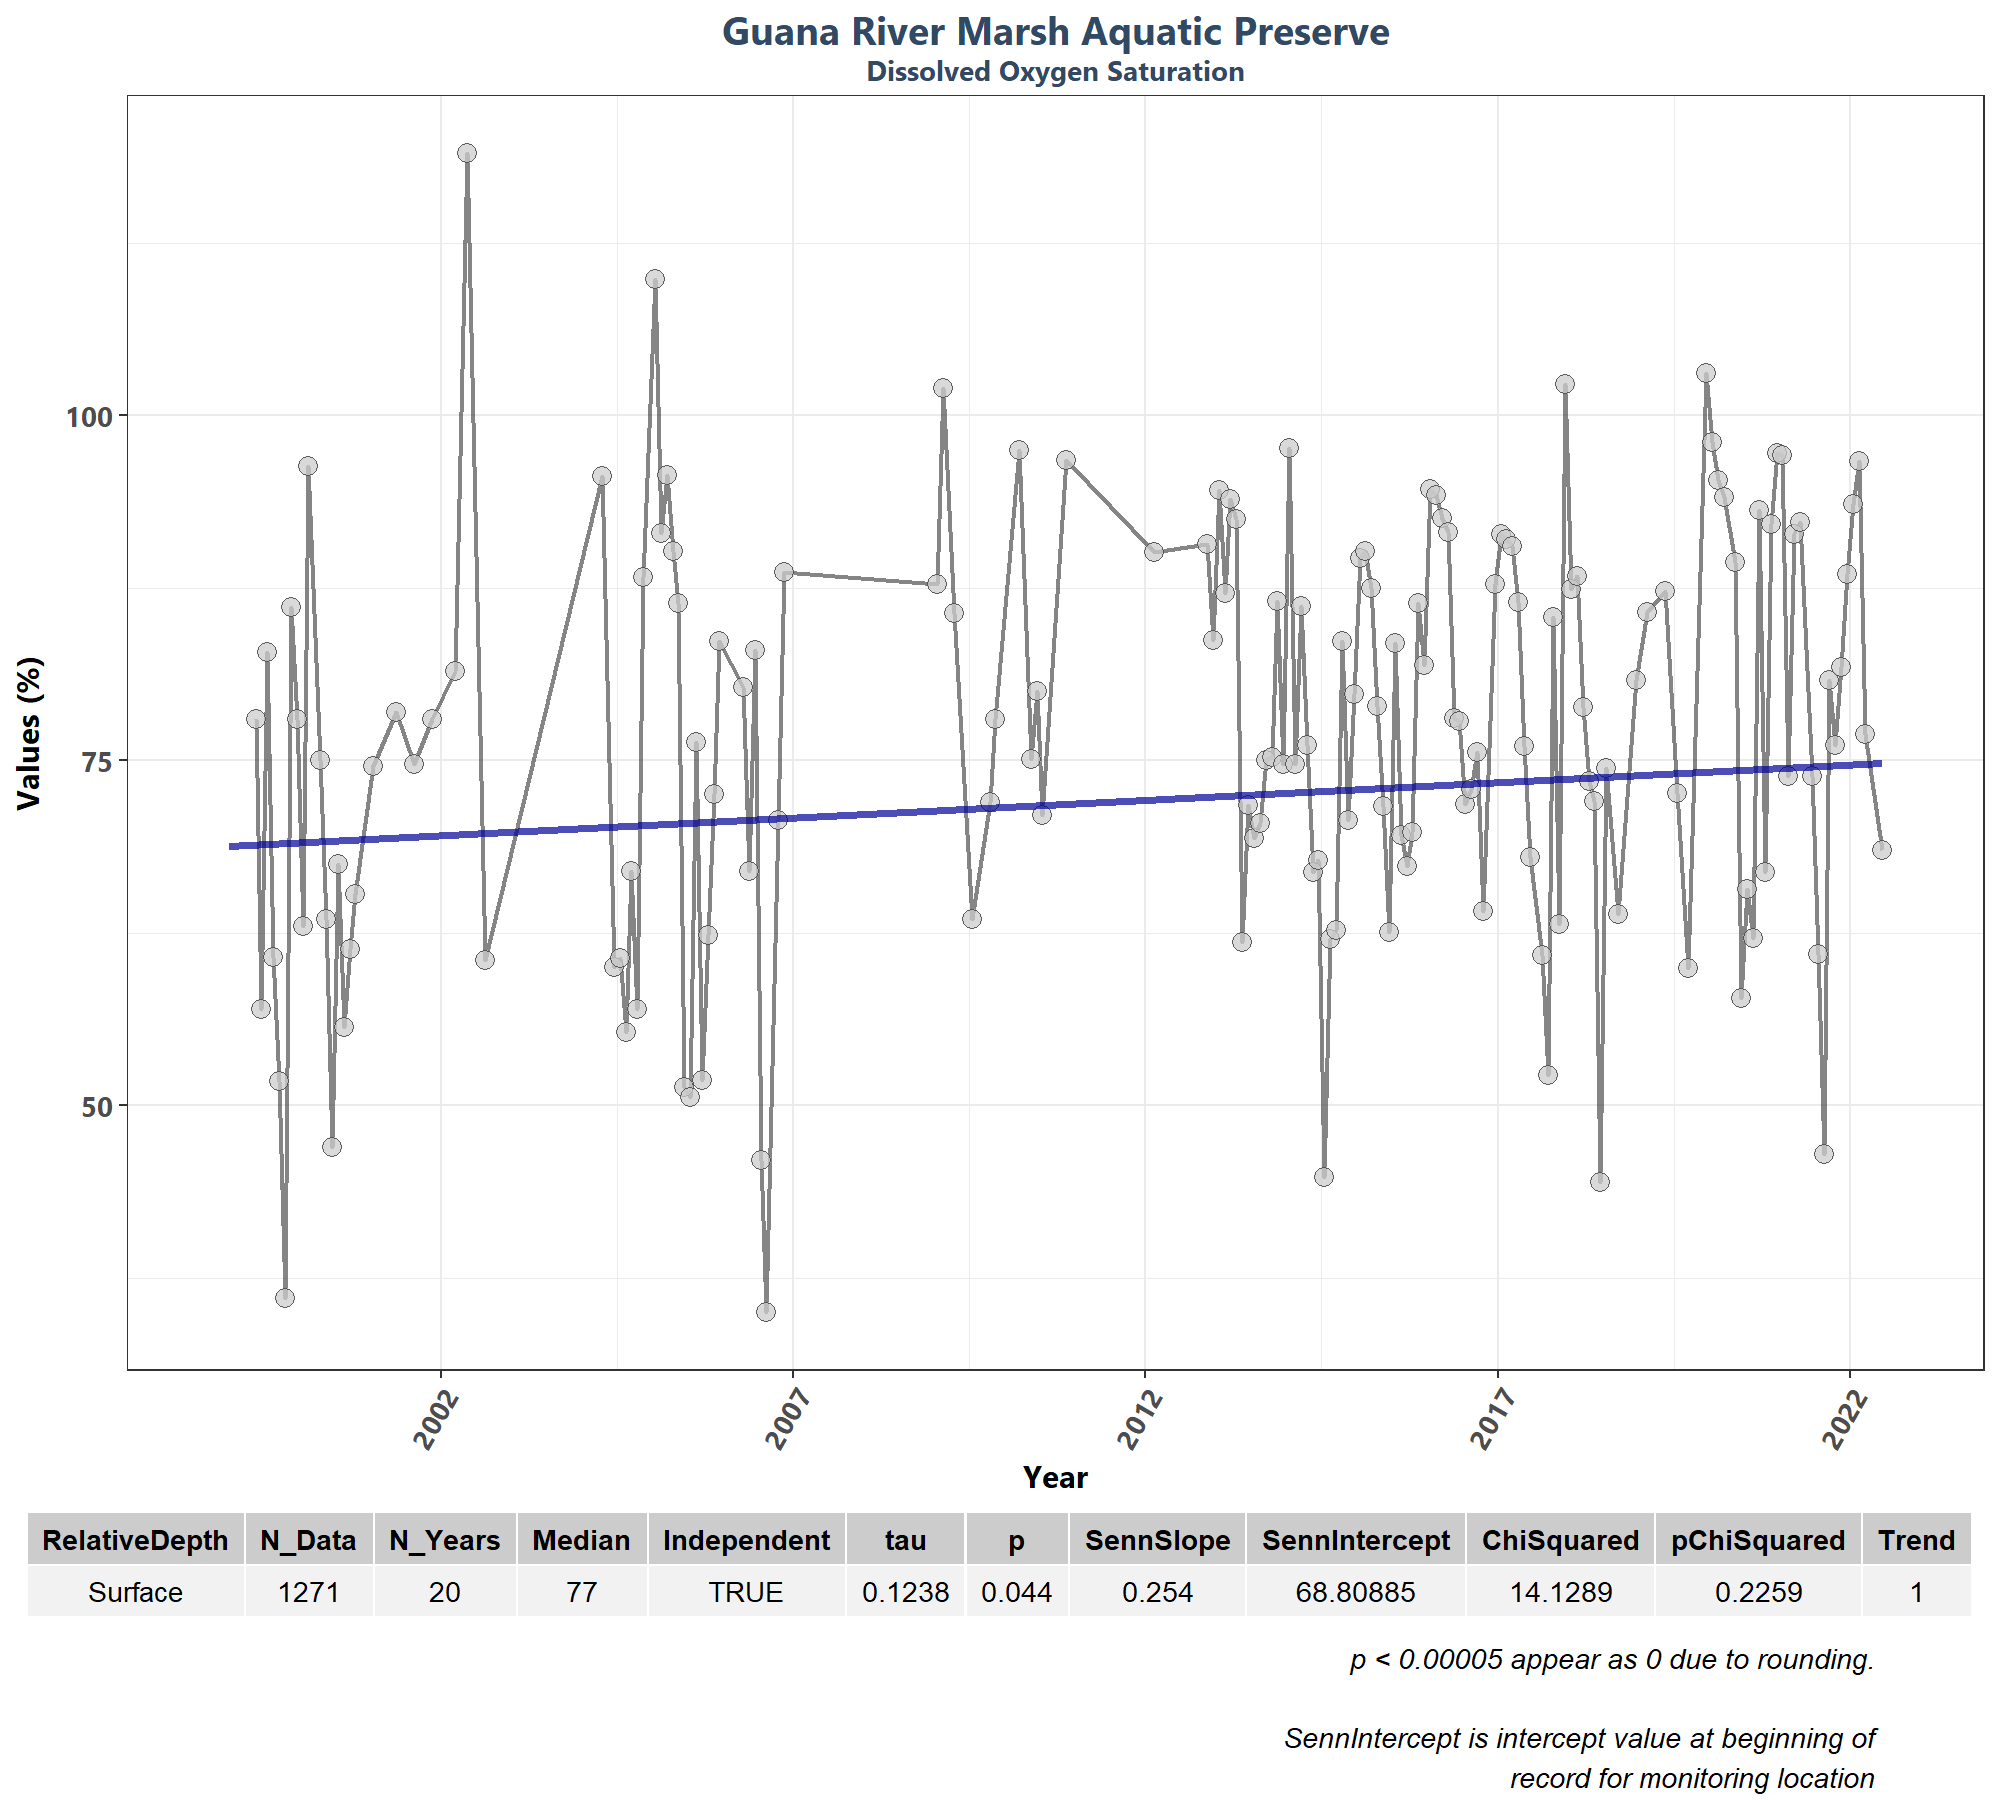 Guana River Marsh Aquatic Preserve
Dissolved Oxygen Saturation
Values (%)
100
75
50
2002 2007 2012 2017 2022
Year
RelativeDepth N_Data N_Years Median Independent tau p SennSlope SennIntercept ChiSquared pChiSquared Trend
Surface 1271 20 77 TRUE 0.1238 0.044 0.254 68.80885 14.1289 0.2259 1
p < 0.00005 appear as 0 due to rounding.
SennIntercept is intercept value at beginning of
record for monitoring location